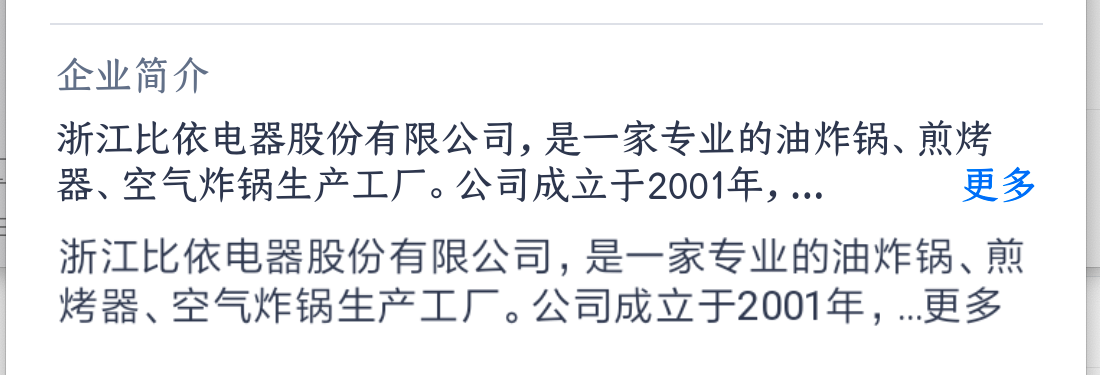 企业简介
浙江比依电器股份有限公司，是一家专业的油炸锅、煎烤
器、空气炸锅生产工厂。公司成立于2001年，... 更多
浙江比依电器股份有限公司，是一家专业的油炸锅、煎
烤器、空气炸锅生产工厂。公司成立于2001年，...更多